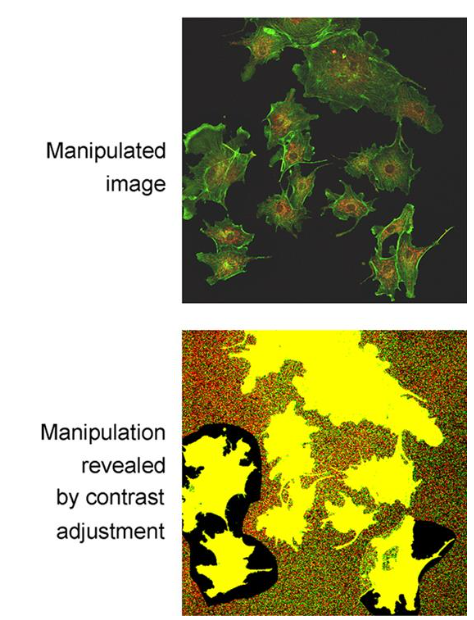 Manipulated
image
Manipulation
revealed
by contrast
adjustment